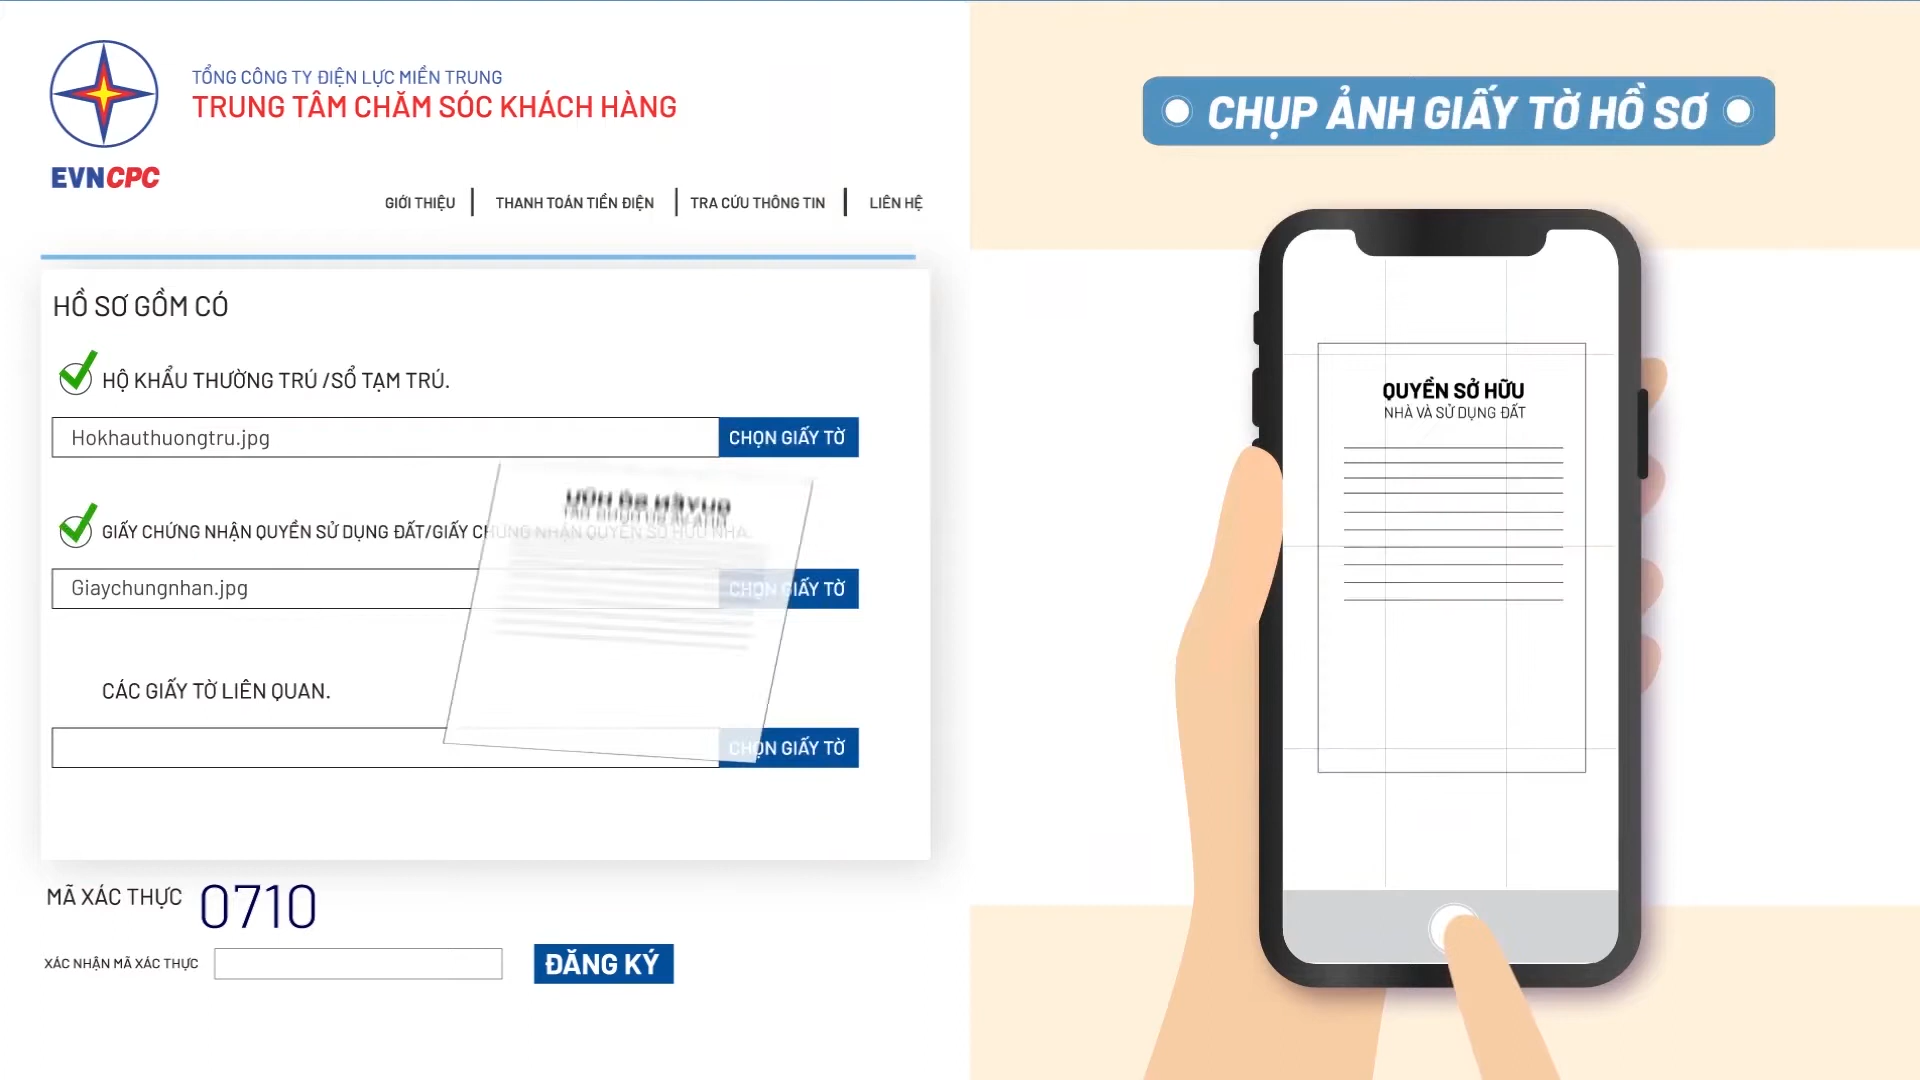 TỔNG CÔNG TY ĐIỆN LỰC MIỀN TRUNG
TRUNG TÂM CHĂM SÓC KHÁCH HÀNG
EVNCPC
GIỚI THIỆU
THANH TOÁN TIỀN ĐIỆN
TRA CỨU THÔNG TIN
LIÊN HỆ
HỒ SƠ GỒM CÓ
HỘ KHẨU THƯỜNG TRÚ /SỔ TẠM TRÚ.
Hokhauthuongtru.jpg
CHỌN GIẤY TỜ
GIẤY CHỨNG NHẬN QUYỀN SỬ DỤNG ĐẤT/GIẤY CHỨNG NHẬN QUYỀN SỞ HỮU NHÀ.
Giaychungnhan.jpg
CHỌN GIẤY TỜ
CÁC GIẤY TỜ LIÊN QUAN.
CHỌN GIẤY TỜ
MÃ XÁC THỰC 0710
XÁC NHẬN MÃ XÁC THỰC
ĐĂNG KÝ
CHỤP ẢNH GIẤY TỜ HỒ SƠ
QUYỀN SỞ HỮU
NHÀ VÀ SỬ DỤNG ĐẤT